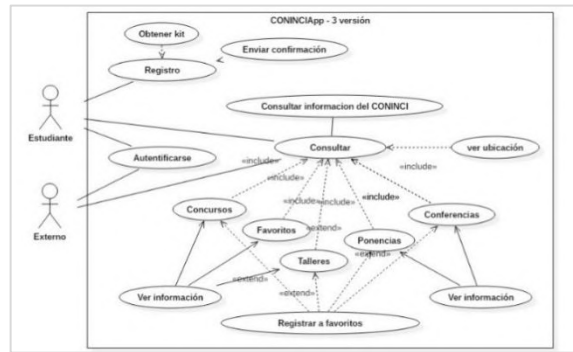 CONINCIApp - 3 versión
Obtener kit
Enviar confirmación
Registro
Consultar informacion del CONINCI
Estudiante
Consultar
ver ubicación
Autentificarse
«include»
«include»
«include»
«include»
«include»
«include»
Concursos
Conferencias
Externo
Favoritos
Ponencias
«extend»
«extend»
Talleres
«extend»
«extend»
Ver información
Ver información
Registrar a favoritos